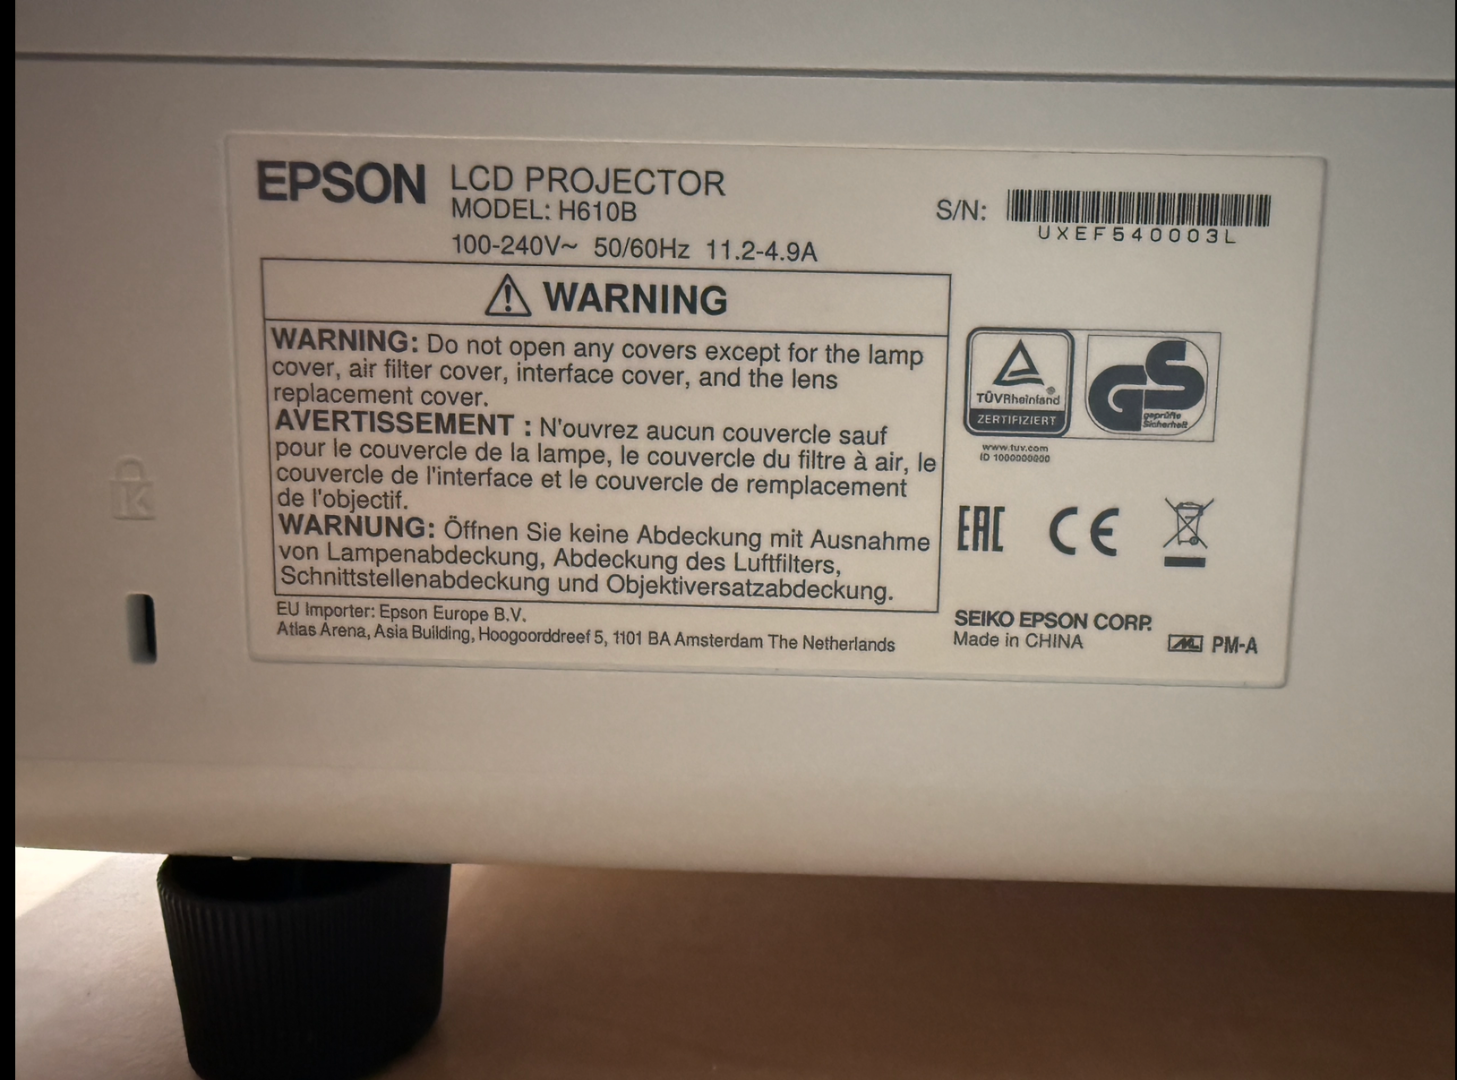 EPSON LCD PROJECTOR
MODEL: H610B
100-240V~ 50/60Hz 11.2-4.9A
S/N:
UXEF540003L
WARNING
WARNING: Do not open any covers except for the lamp
cover, air filter cover, interface cover, and the lens
replacement cover.
AVERTISSEMENT : N'ouvrez aucun couvercle sauf
pour le couvercle de la lampe, le couvercle du filtre à air, le
couvercle de l'interface et le couvercle de remplacement
de l'objectif.
WARNUNG: Öffnen Sie keine Abdeckung mit Ausnahme
von Lampenabdeckung, Abdeckung des Luftfilters,
Schnittstellenabdeckung und Objektiversatzabdeckung.
EU Importer: Epson Europe B.V.
Atlas Arena, Asia Building, Hoogoorddreef 5, 1101 BA Amsterdam The Netherlands
TÜVRheinland
ZERTIFIZIERT
www.tuv.com
ID 1000000000
GS
geprüfte
Sicherheit
EAC CE
SEIKO EPSON CORP.
Made in CHINA
PM-A
K